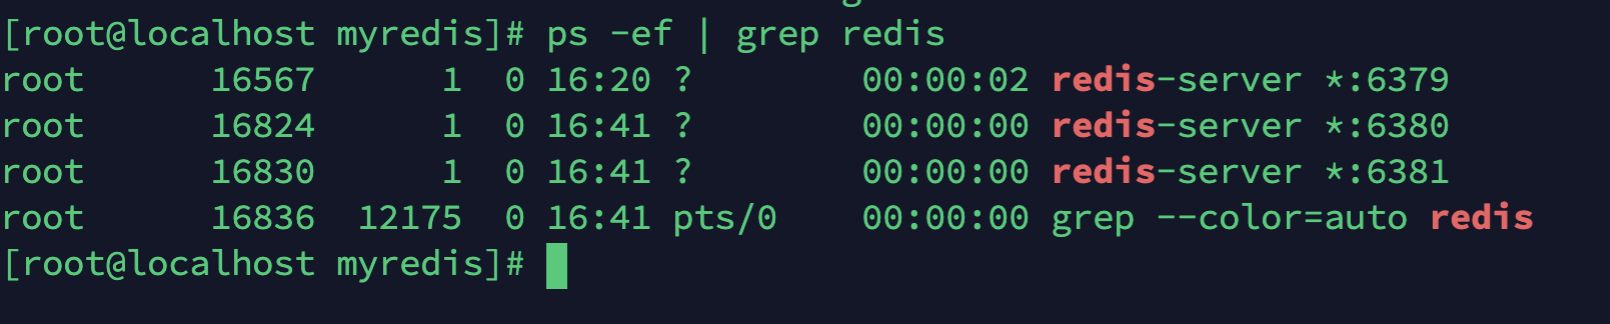 [root@localhost myredis]# ps -ef | grep redis
root      16567      1  0 16:20 ?        00:00:02 redis-server *:6379
root      16824      1  0 16:41 ?        00:00:00 redis-server *:6380
root      16830      1  0 16:41 ?        00:00:00 redis-server *:6381
root      16836  12175  0 16:41 pts/0    00:00:00 grep --color=auto redis
[root@localhost myredis]#